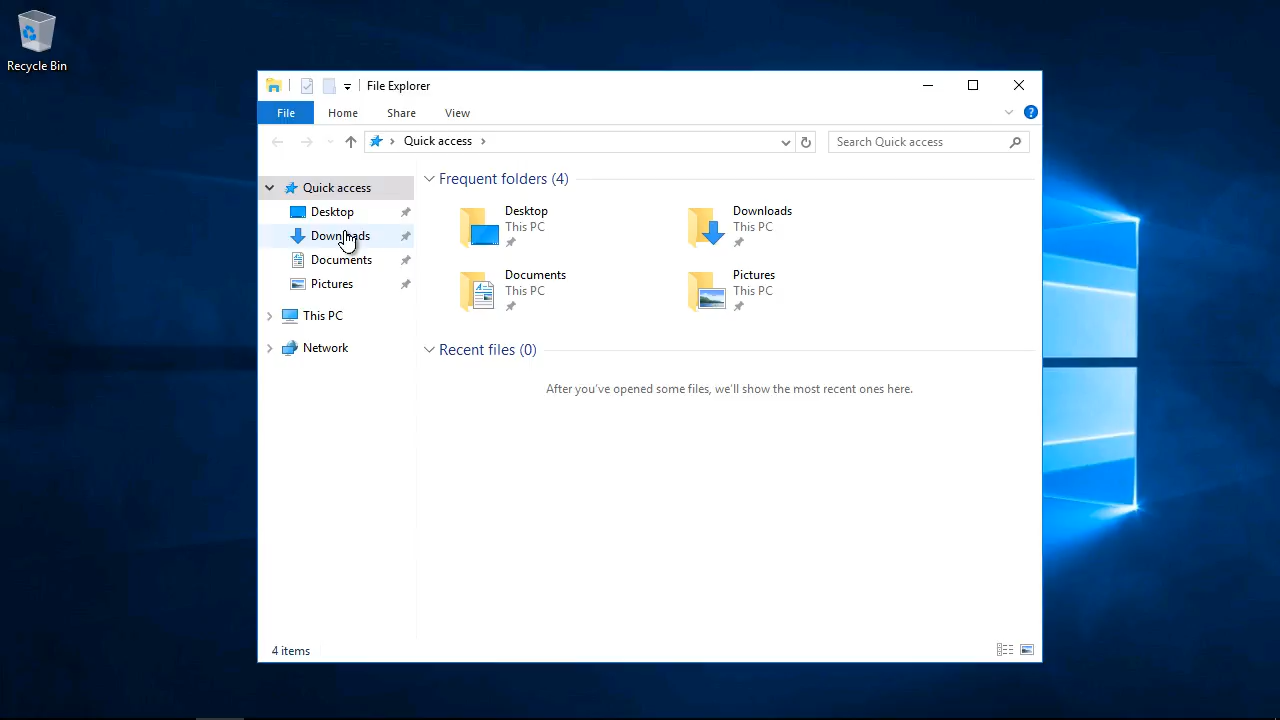 Recycle Bin
File Explorer
File Home Share View
Quick access
Search Quick access
Quick access
Desktop
Downloads
Documents
Pictures
This PC
Network
Frequent folders (4)
Desktop
This PC
Downloads
This PC
Documents
This PC
Pictures
This PC
Recent files (0)
After you've opened some files, we'll show the most recent ones here.
4 items